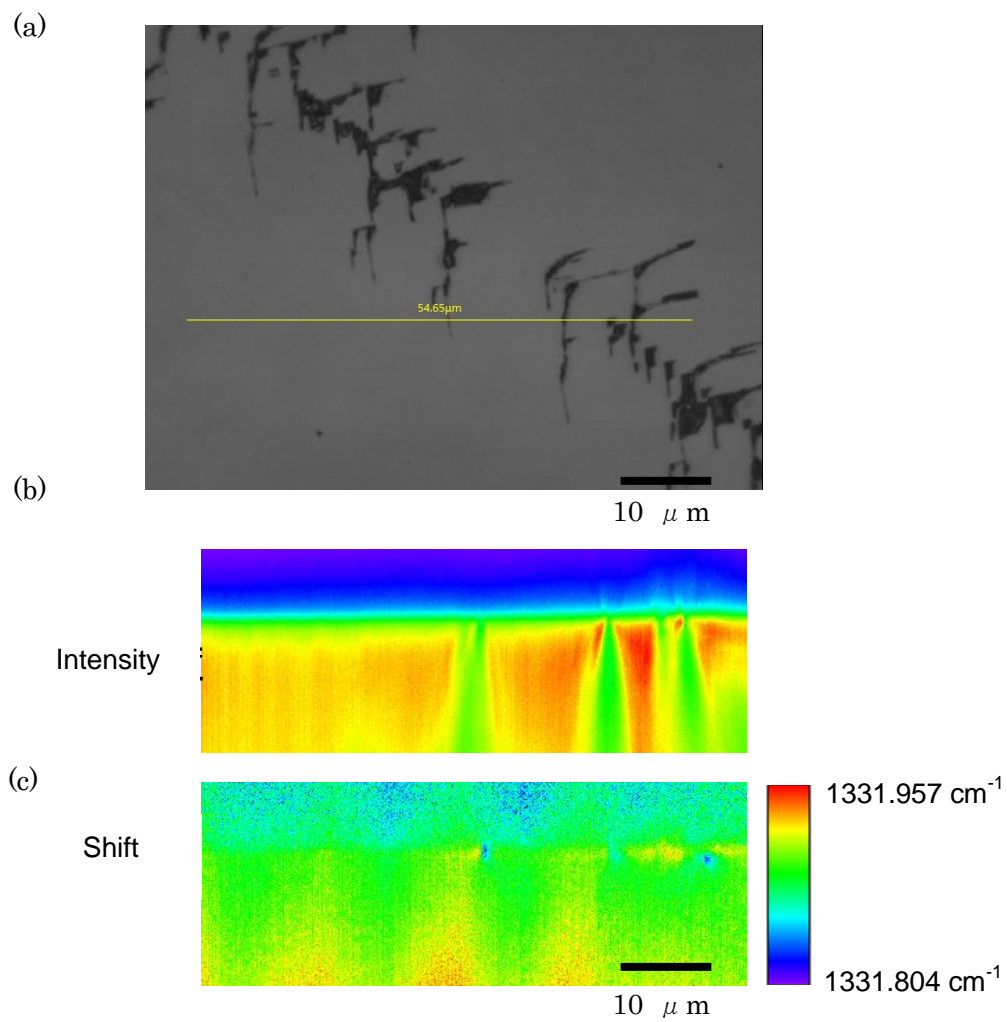 (a)
54.65μm
(b)
10 μm
Intensity
(c)
1331.957 cm-1
Shift
1331.804 cm-1
10 μm